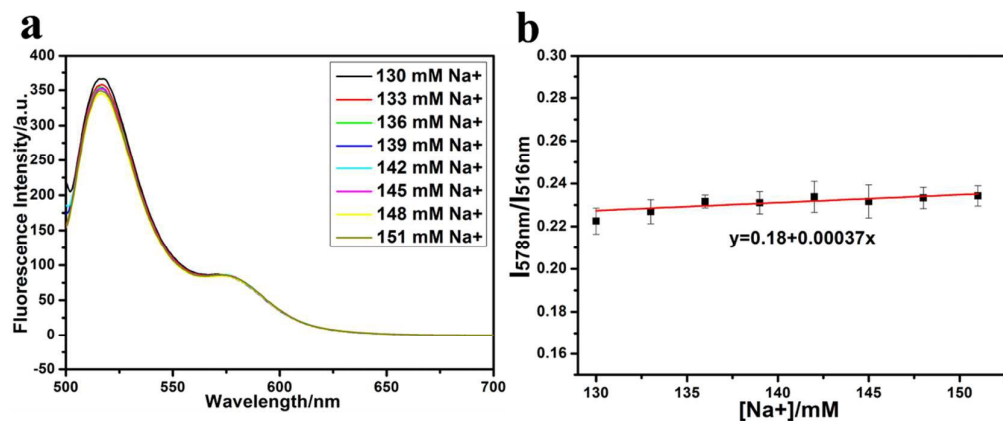 a
Fluorescence Intensity/a.u.
400
350
300
250
200
150
100
50
0
-50
500
550
600
650
700
Wavelength/nm
130 mM Na+
133 mM Na+
136 mM Na+
139 mM Na+
142 mM Na+
145 mM Na+
148 mM Na+
151 mM Na+
b
I578nm/I516nm
0.30
0.28
0.26
0.24
0.22
0.20
0.18
0.16
y=0.18+0.00037x
130
135
140
145
150
[Na+]/mM